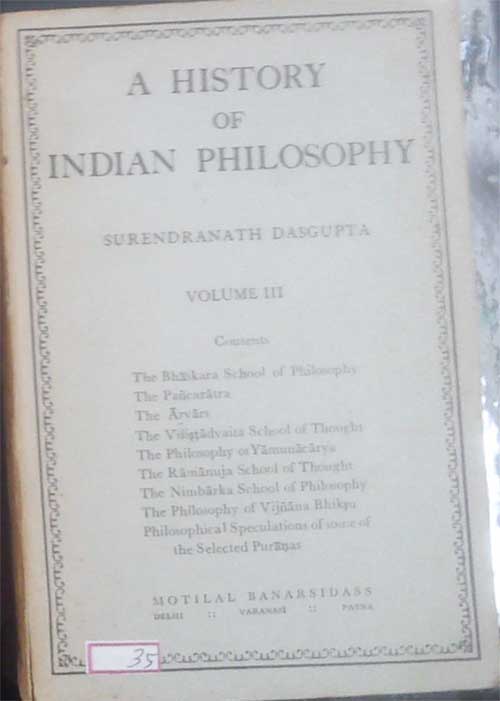 A HISTORY
OF
INDIAN PHILOSOPHY
SURENDRANATH DASGUPTA
VOLUME III
Contents
The Bhāskara School of Philosophy
The Pañcarātra
The Ārvārs
The Viśiṣṭādvaita School of Thought
The Philosophy of Yāmunācārya
The Rāmānuja School of Thought
The Nimbārka School of Philosophy
The Philosophy of Vijñāna Bhikṣu
Philosophical Speculations of some of
the Selected Purāṇas
MOTILAL BANARSIDASS
DELHI :: VARANASI :: PATNA
35